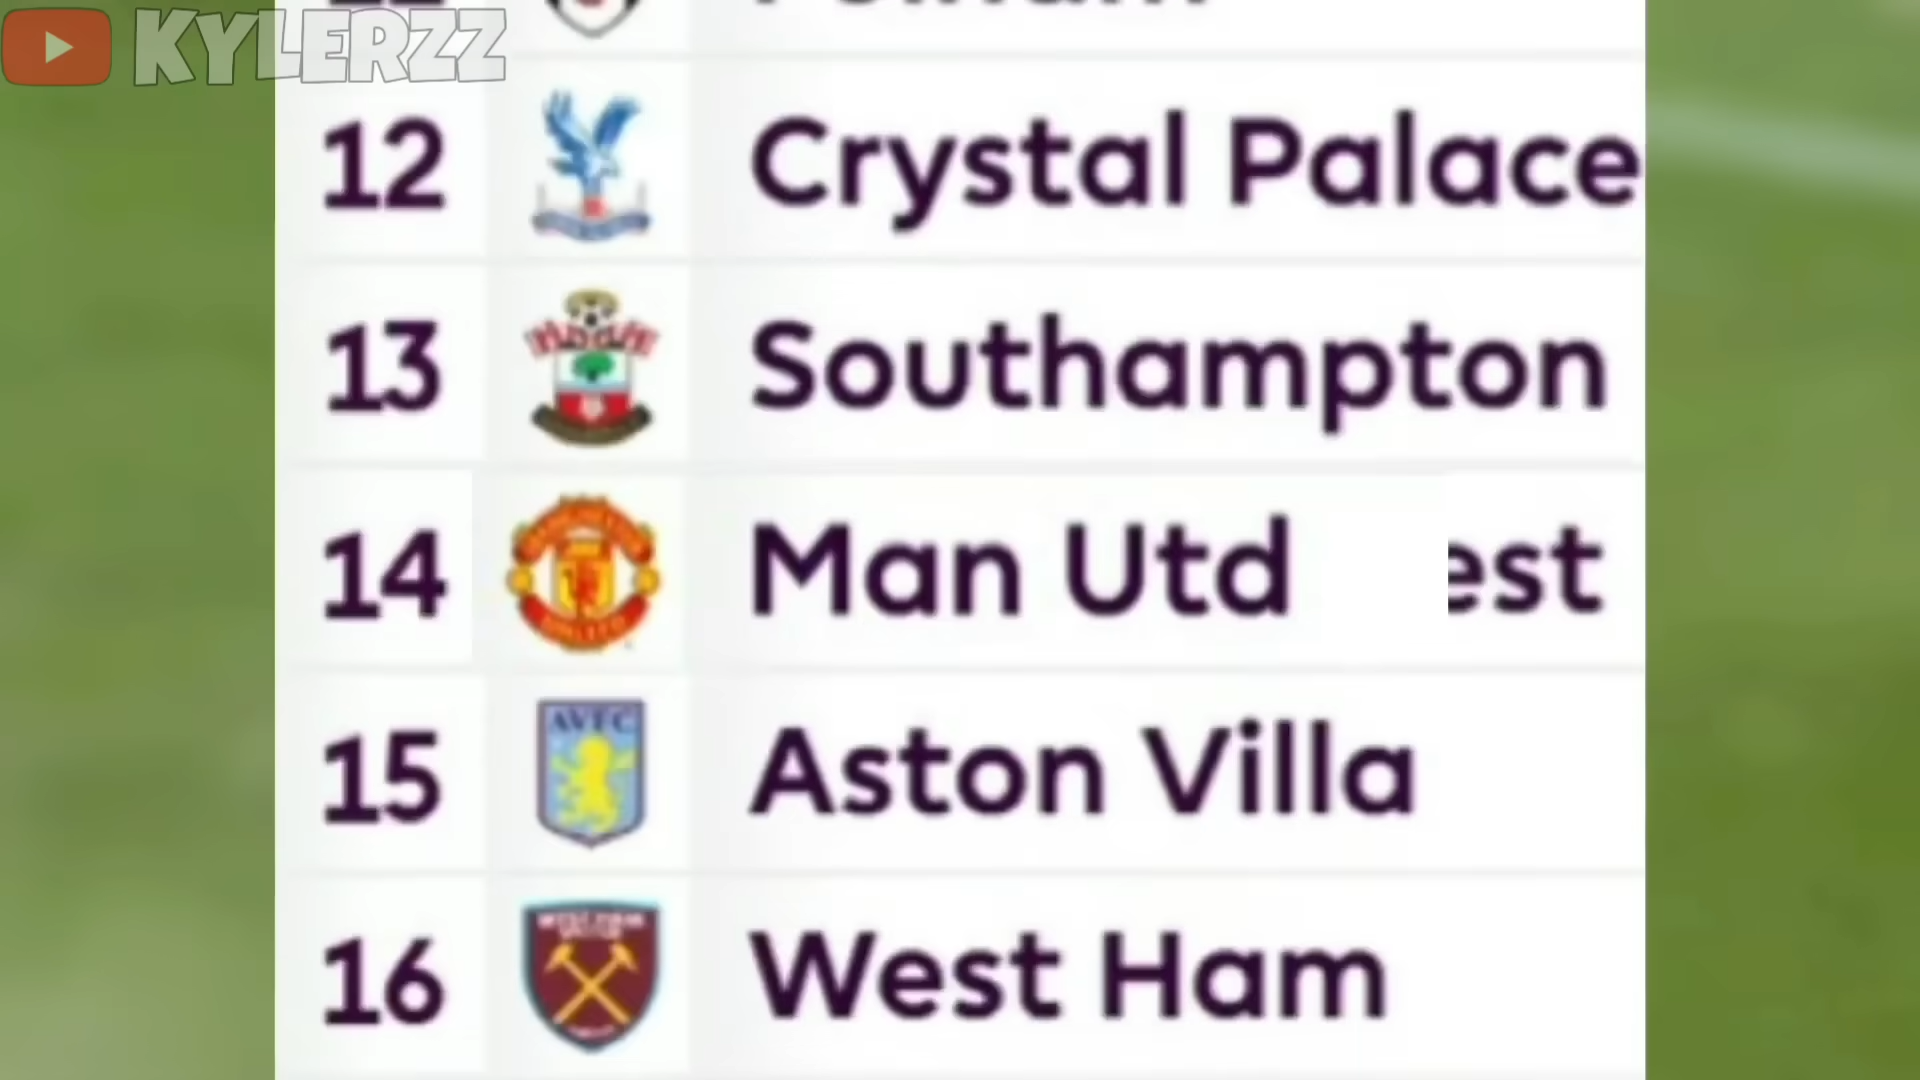 KYLERZZ
12 Crystal Palace
13 Southampton
14 Man Utd est
AVFC
15 Aston Villa
16 West Ham